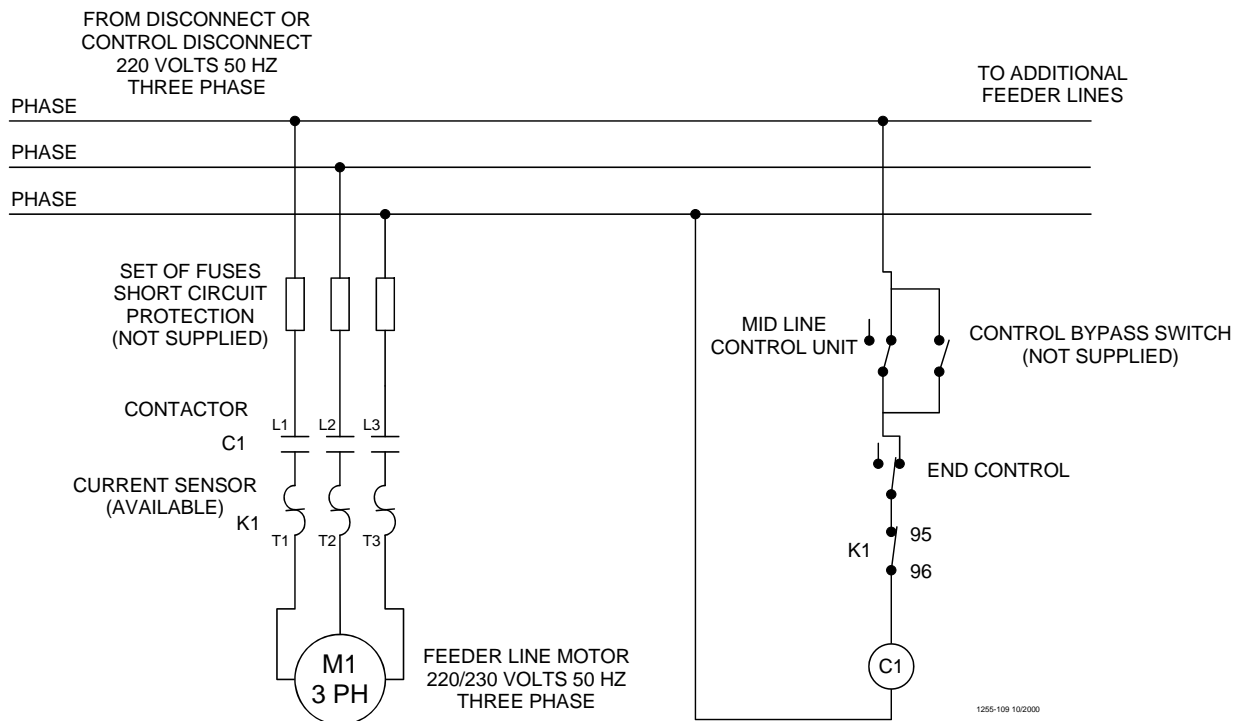 FROM DISCONNECT OR
CONTROL DISCONNECT
220 VOLTS 50 HZ
THREE PHASE
TO ADDITIONAL
FEEDER LINES
PHASE
PHASE
PHASE
SET OF FUSES
SHORT CIRCUIT
PROTECTION
(NOT SUPPLIED)
MID LINE
CONTROL UNIT
CONTROL BYPASS SWITCH
(NOT SUPPLIED)
CONTACTOR
C1
L1
L2
L3
END CONTROL
CURRENT SENSOR
(AVAILABLE)
K1
T1
T2
T3
K1
95
96
M1
3 PH
FEEDER LINE MOTOR
220/230 VOLTS 50 HZ
THREE PHASE
C1
1255-109 10/2000